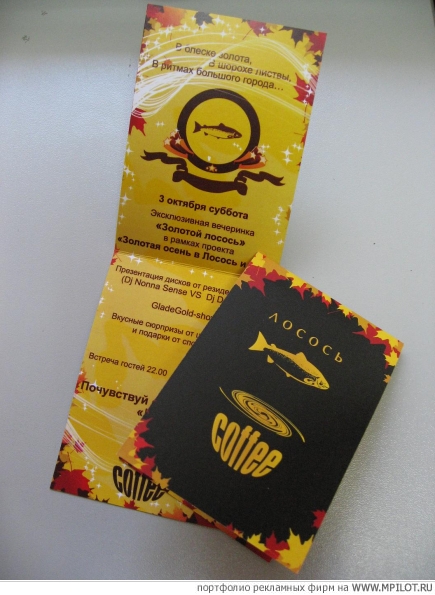 В блеске золота,
В шорохе листвы,
В ритмах большого города...
3 октября суббота
Эксклюзивная вечеринка
«Золотой лосось»
в рамках проекта
«Золотая осень в Лосось и
Презентация дисков от
(Dj Nonna Sense VS Dj D
GladeGold-sho
Вкусные сюрпризы от
и подарки от
Встреча гостей 22.00
Почувствуй
coffee
ЛОСОСЬ
coffee
портфолио рекламных фирм на WWW.MPILOT.RU